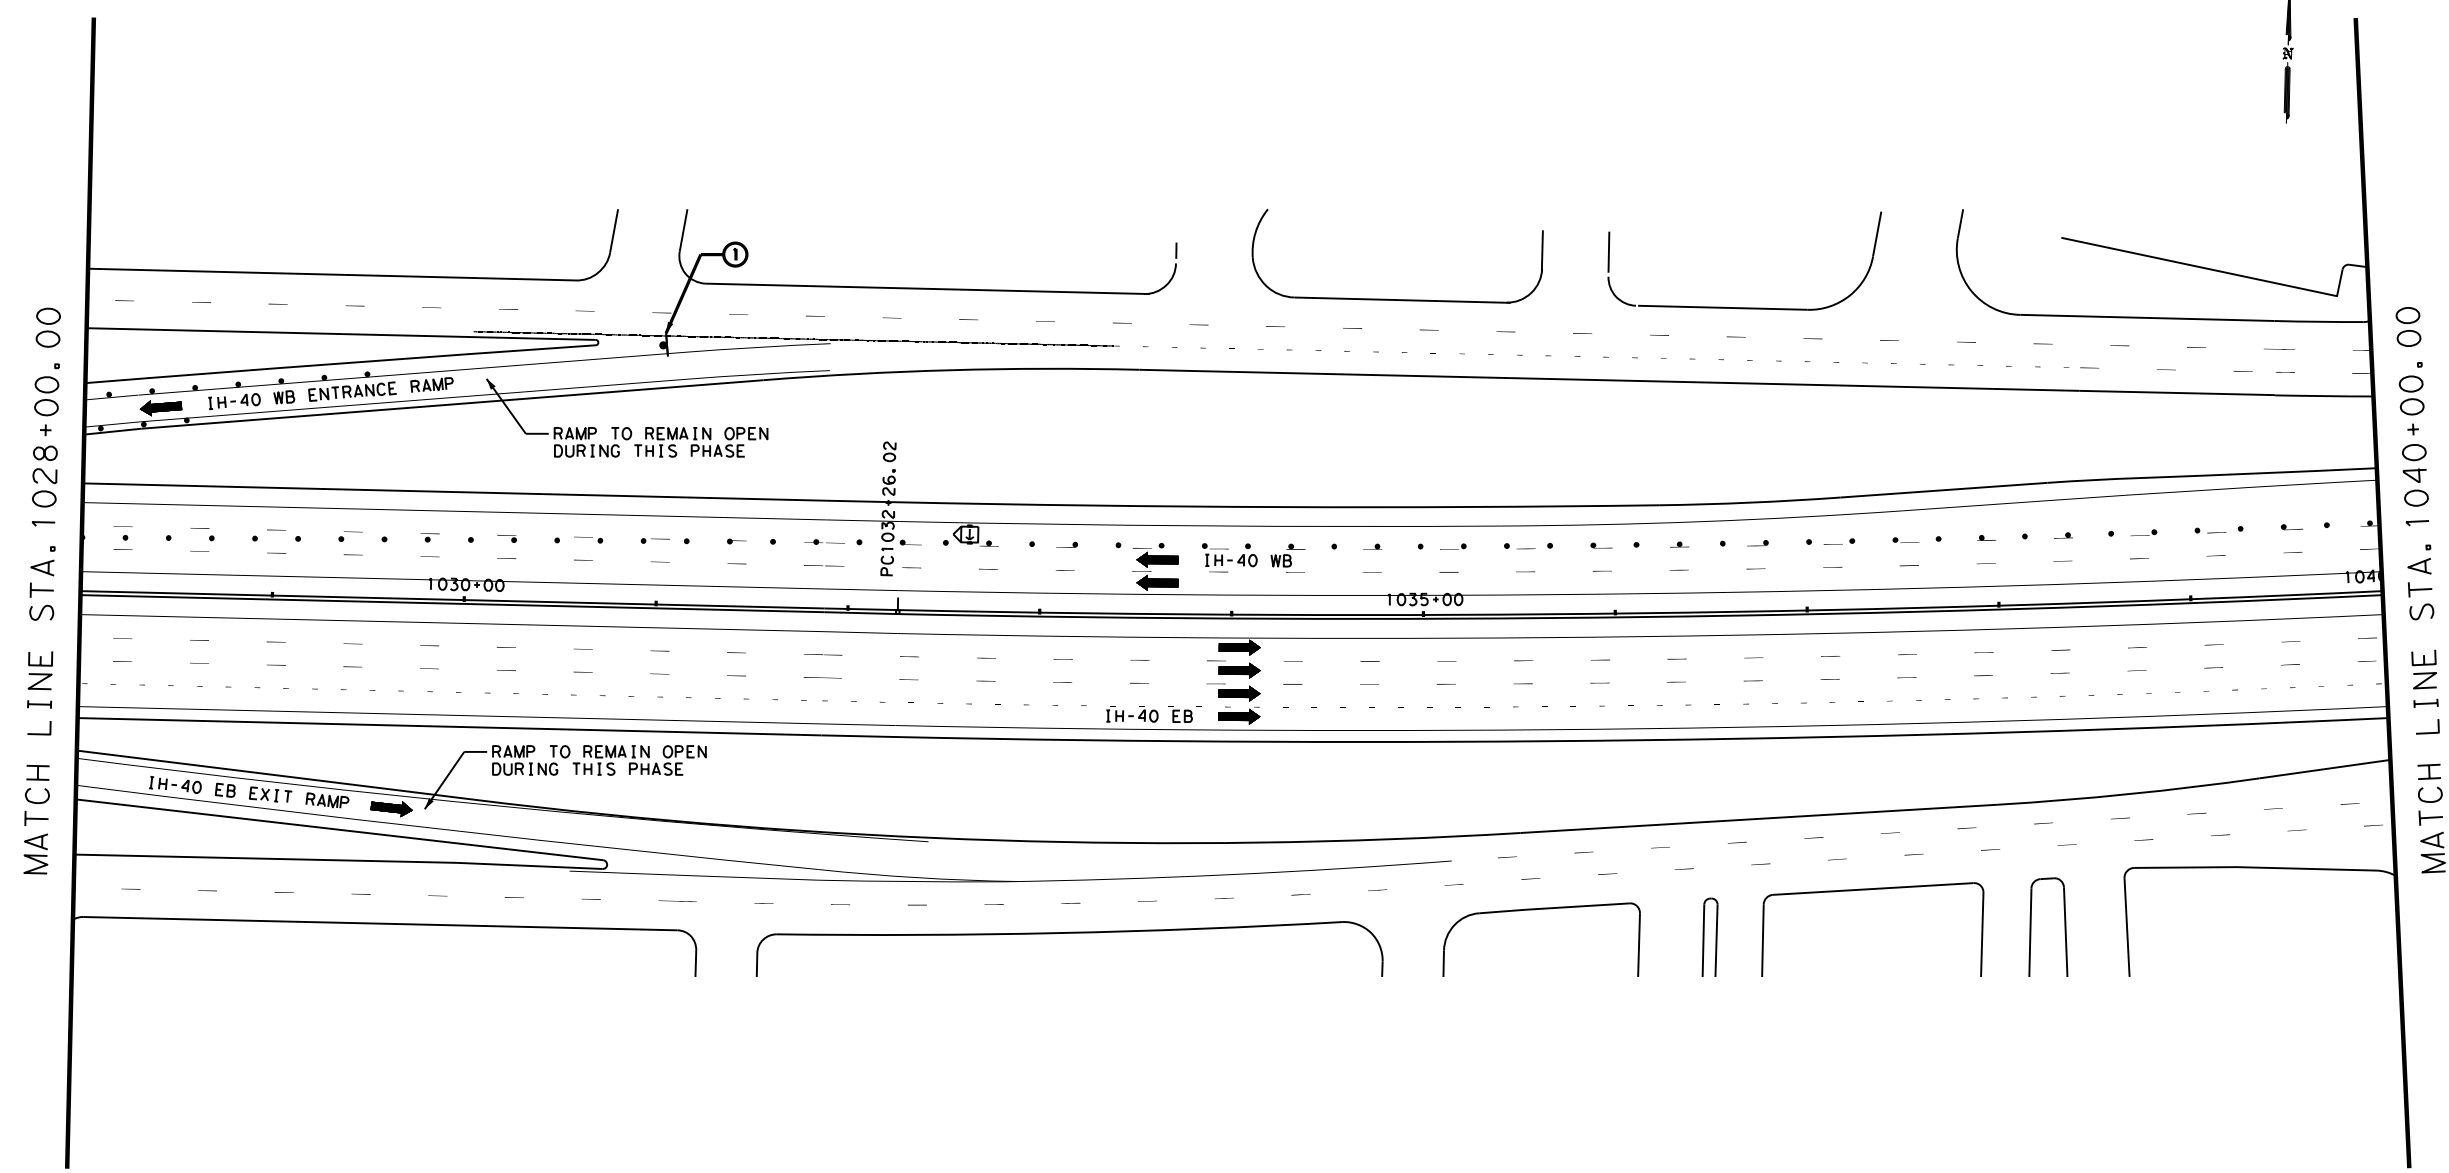 N
1
MATCH LINE STA. 1028+00.00
MATCH LINE STA. 1040+00.00
IH-40 WB ENTRANCE RAMP
RAMP TO REMAIN OPEN
DURING THIS PHASE
PC1032+26.02
IH-40 WB
1030+00
1035+00
104
IH-40 EB
RAMP TO REMAIN OPEN
DURING THIS PHASE
IH-40 EB EXIT RAMP